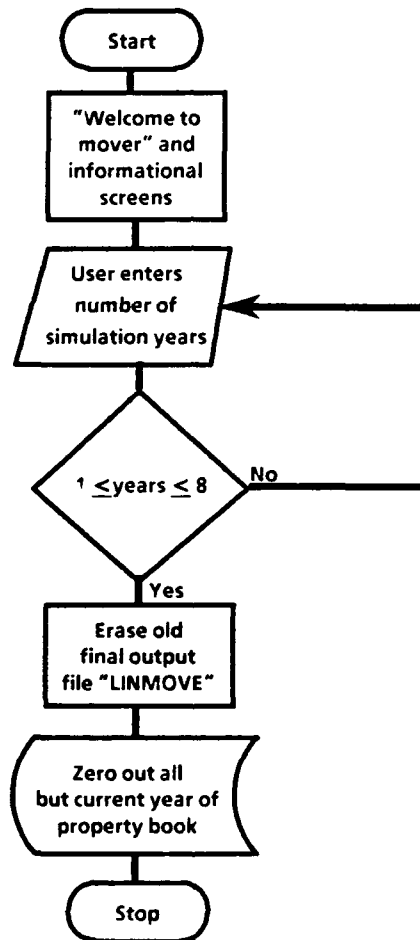 Start
"Welcome to
mover" and
informational
screens
User enters
number of
simulation years
1 ≤ years ≤ 8
No
Yes
Erase old
final output
file "LINMOVE"
Zero out all
but current year of
property book
Stop